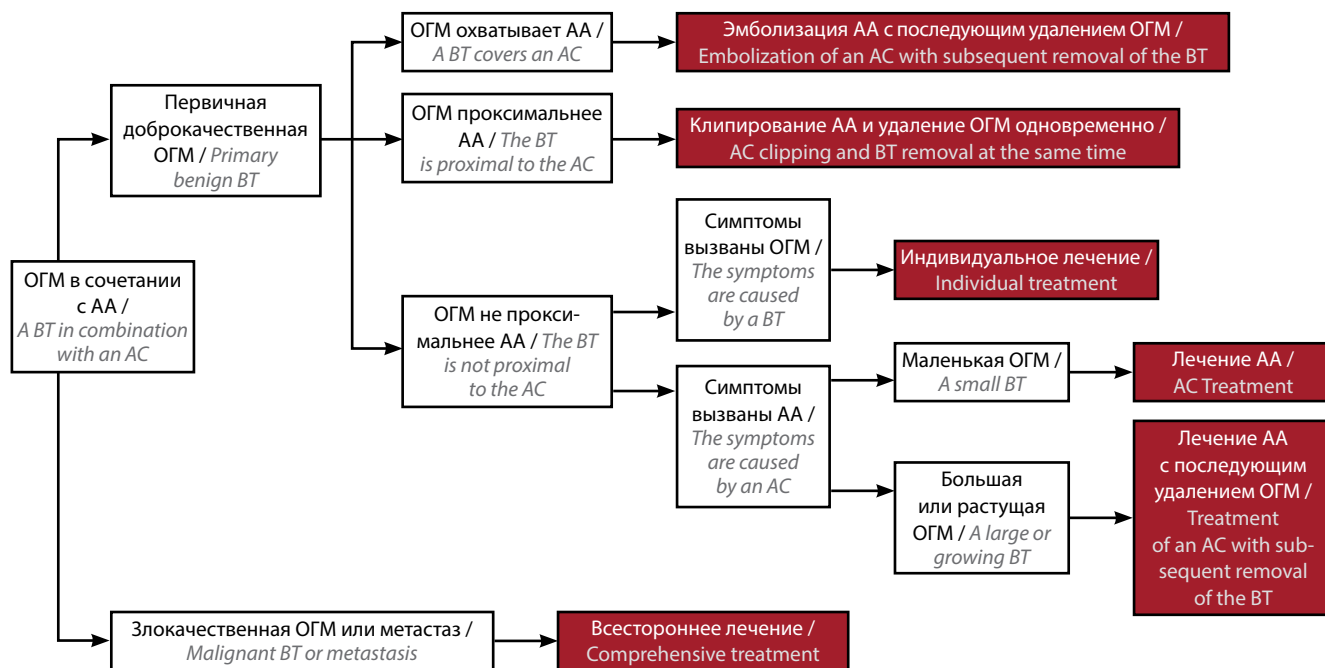 ОГМ в сочетании
с АА /
A BT in combination
with an AC
Первичная
доброкачественная
ОГМ / Primary
benign BT
ОГМ охватывает АА /
A BT covers an AC
Эмболизация АА с последующим удалением ОГМ /
Embolization of an AC with subsequent removal of the BT
ОГМ проксимальнее
АА / The BT
is proximal to the AC
Клипирование АА и удаление ОГМ одновременно /
AC clipping and BT removal at the same time
ОГМ не прокси-
мальнее АА / The BT
is not proximal
to the AC
Симптомы
вызваны ОГМ /
The symptoms
are caused
by a BT
Индивидуальное лечение /
Individual treatment
Симптомы
вызваны АА /
The symptoms
are caused
by an AC
Маленькая ОГМ /
A small BT
Лечение АА /
AC Treatment
Большая
или растущая
ОГМ / A large or
growing BT
Лечение АА
с последующим
удалением ОГМ /
Treatment
of an AC with sub-
sequent removal
of the BT
Злокачественная ОГМ или метастаз /
Malignant BT or metastasis
Всестороннее лечение /
Comprehensive treatment